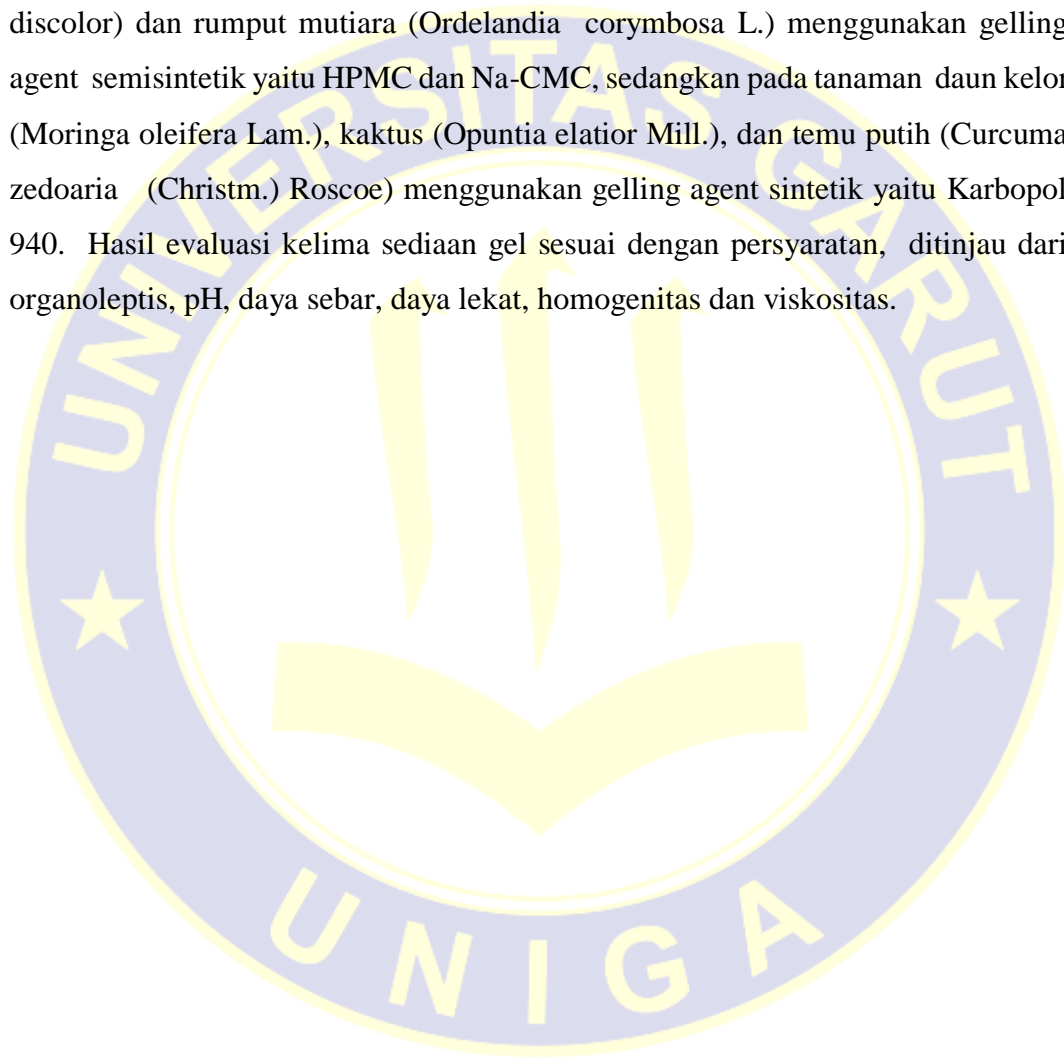 discolor) dan rumput mutiara (Ordelandia corymbosa L.) menggunakan gelling
agent semisintetik yaitu HPMC dan Na-CMC, sedangkan pada tanaman daun kelor
(Moringa oleifera Lam.), kaktus (Opuntia elatior Mill.), dan temu putih (Curcuma
zedoaria (Christm.) Roscoe) menggunakan gelling agent sintetik yaitu Karbopol
940. Hasil evaluasi kelima sediaan gel sesuai dengan persyaratan, ditinjau dari
organoleptis, pH, daya sebar, daya lekat, homogenitas dan viskositas.
UNIVERSITAS GARUT
UNIGA